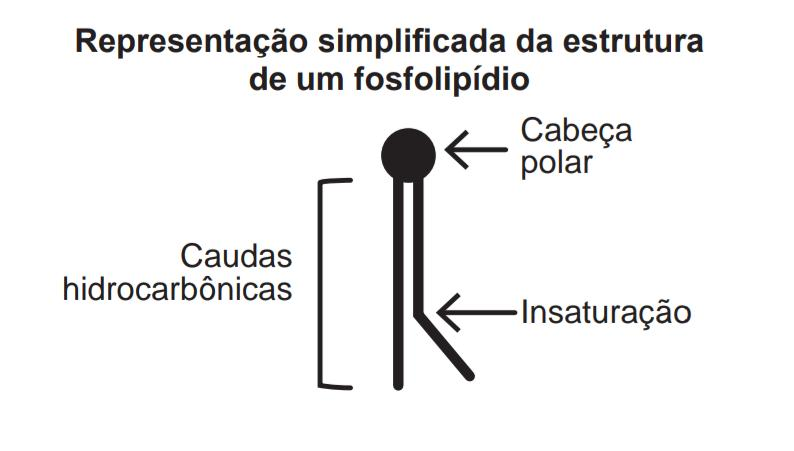 Representação simplificada da estrutura
de um fosfolipídio
Cabeça
polar
Caudas
hidrocarbônicas
Insaturação